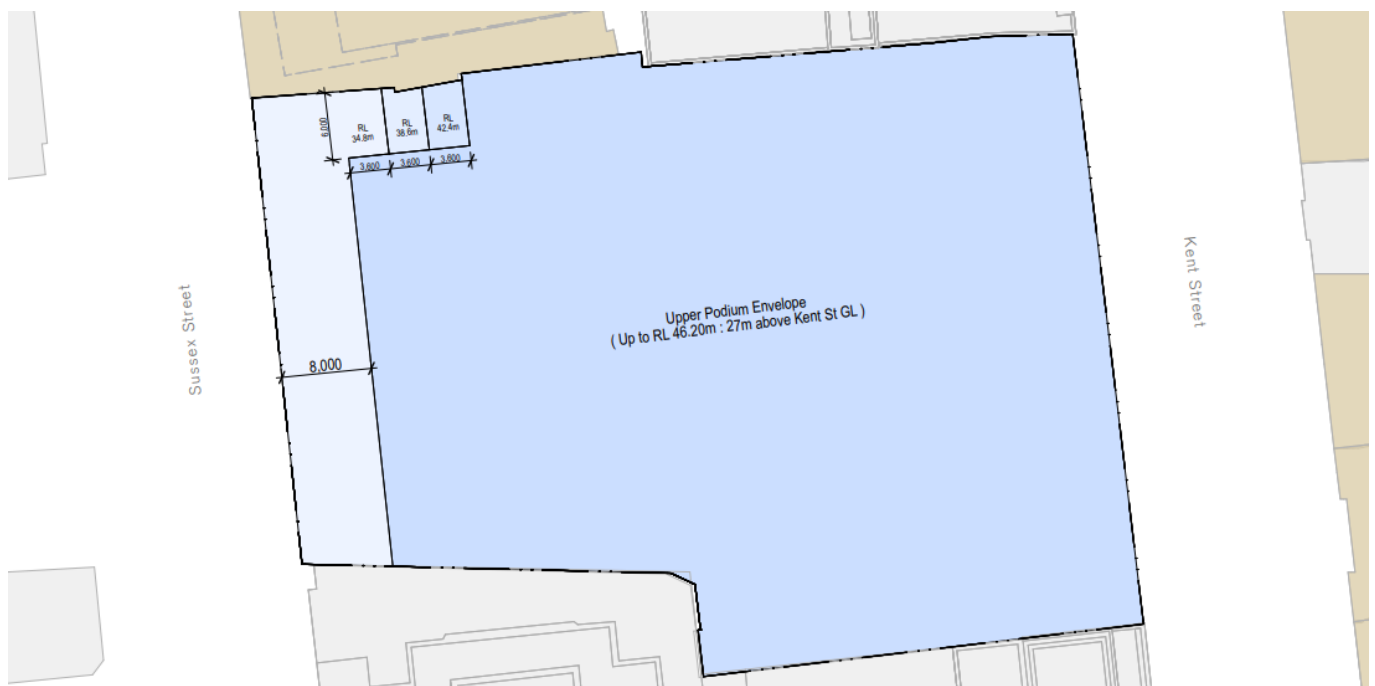 6,000
RL
34.8m
RL
38.6m
RL
42.4m
3,600
3,600
3,600
Upper Podium Envelope
( Up to RL 46.20m : 27m above Kent St GL )
Kent Street
Sussex Street
8,000